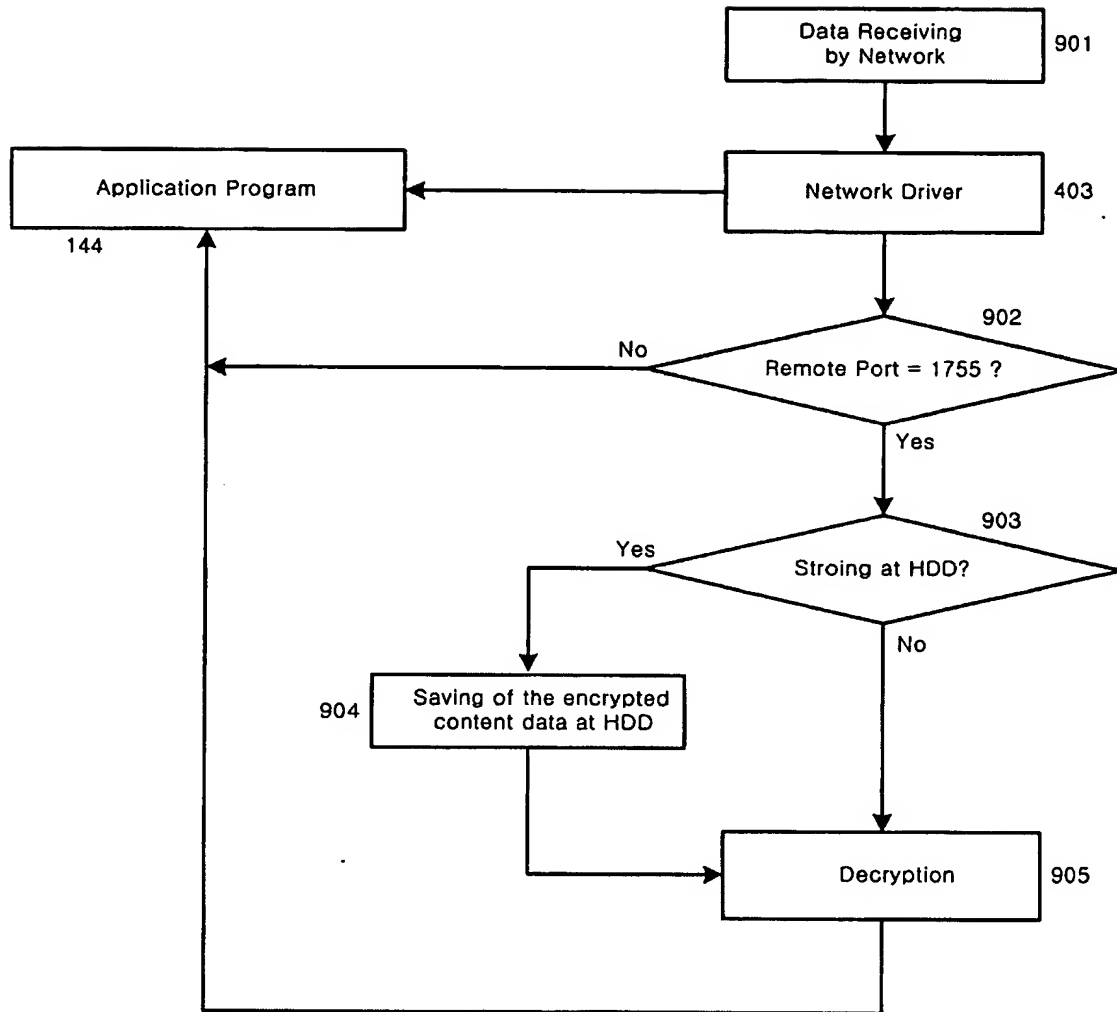 Data Receiving
by Network
901
Application Program
144
Network Driver
403
902
No
Remote Port = 1755 ?
Yes
903
Yes
Stroing at HDD?
No
904
Saving of the encrypted
content data at HDD
Decryption
905